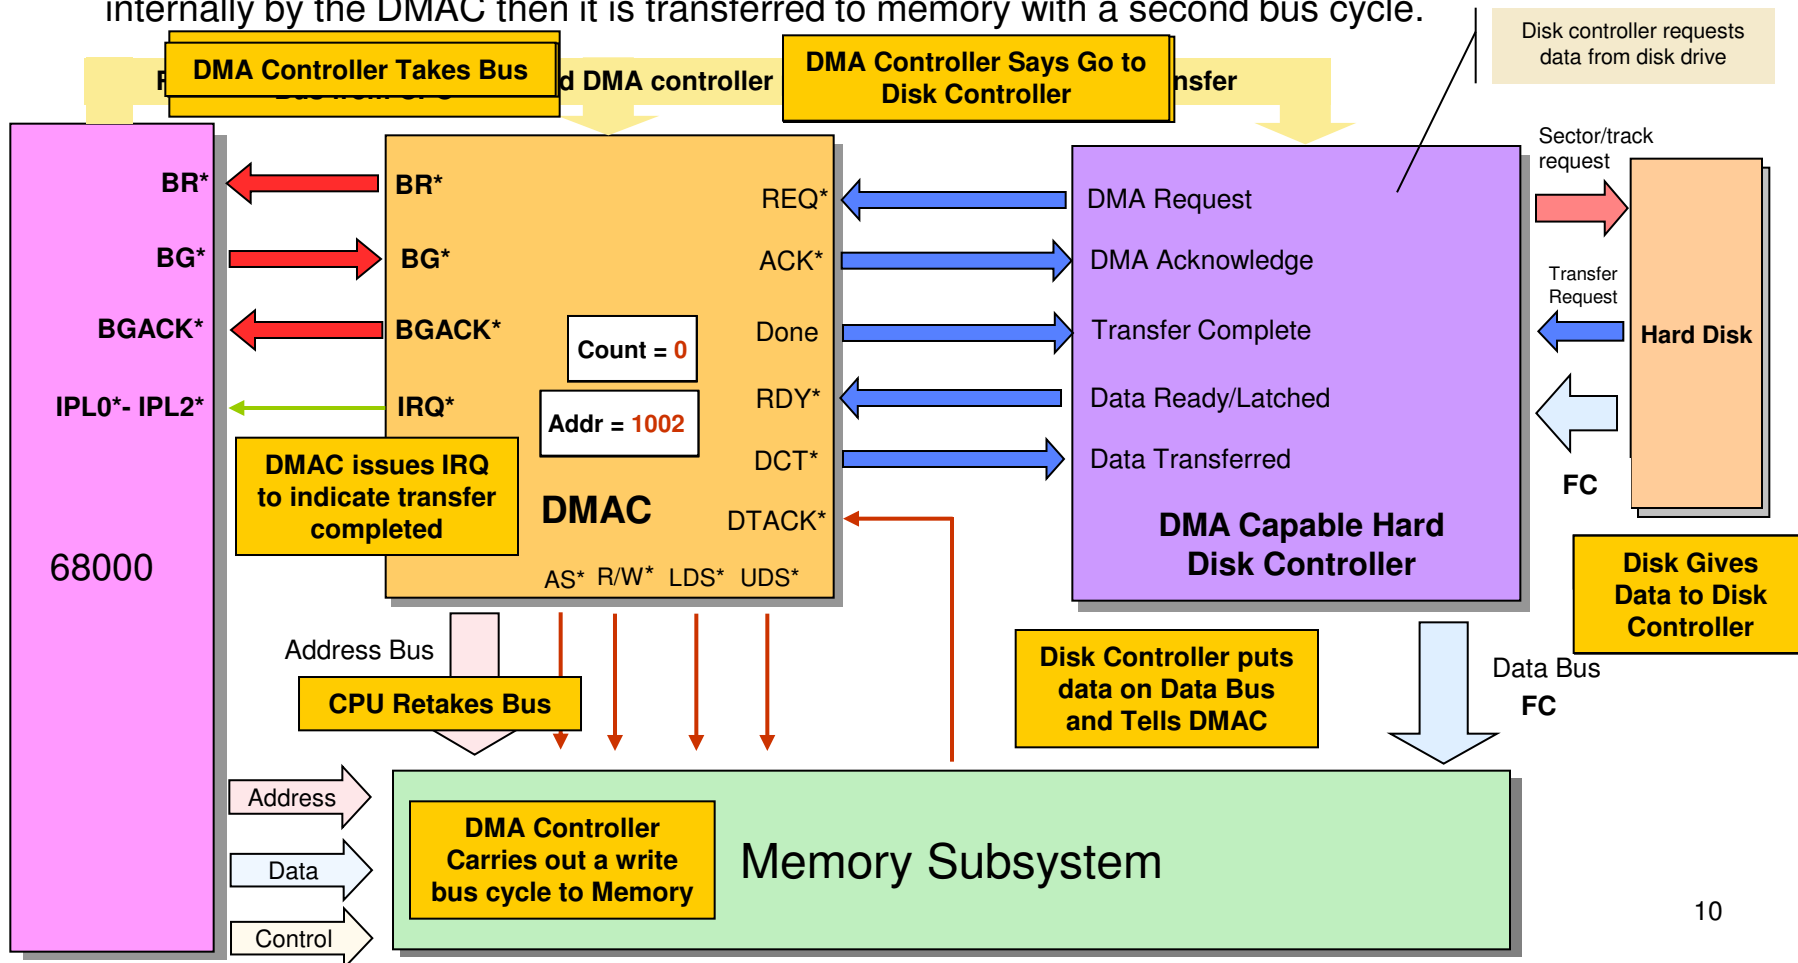 internally by the DMAC then it is transferred to memory with a second bus cycle.
Disk controller requests
data from disk drive
DMA Controller Takes Bus
d DMA controller
DMA Controller Says Go to
Disk Controller
nsfer
Sector/track
request
BR*
BR*
REQ*
DMA Request
BG*
BG*
ACK*
DMA Acknowledge
Transfer
Request
BGACK*
BGACK*
Count = 0
Done
Transfer Complete
Hard Disk
IPL0*- IPL2*
IRQ*
Addr = 1002
RDY*
Data Ready/Latched
DMAC issues IRQ
to indicate transfer
completed
DCT*
Data Transferred
FC
DMAC
DTACK*
DMA Capable Hard
Disk Controller
68000
AS* R/W* LDS* UDS*
Disk Gives
Data to Disk
Controller
Address Bus
CPU Retakes Bus
Disk Controller puts
data on Data Bus
and Tells DMAC
Data Bus
FC
Address
Data
Control
DMA Controller
Carries out a write
bus cycle to Memory
Memory Subsystem
10